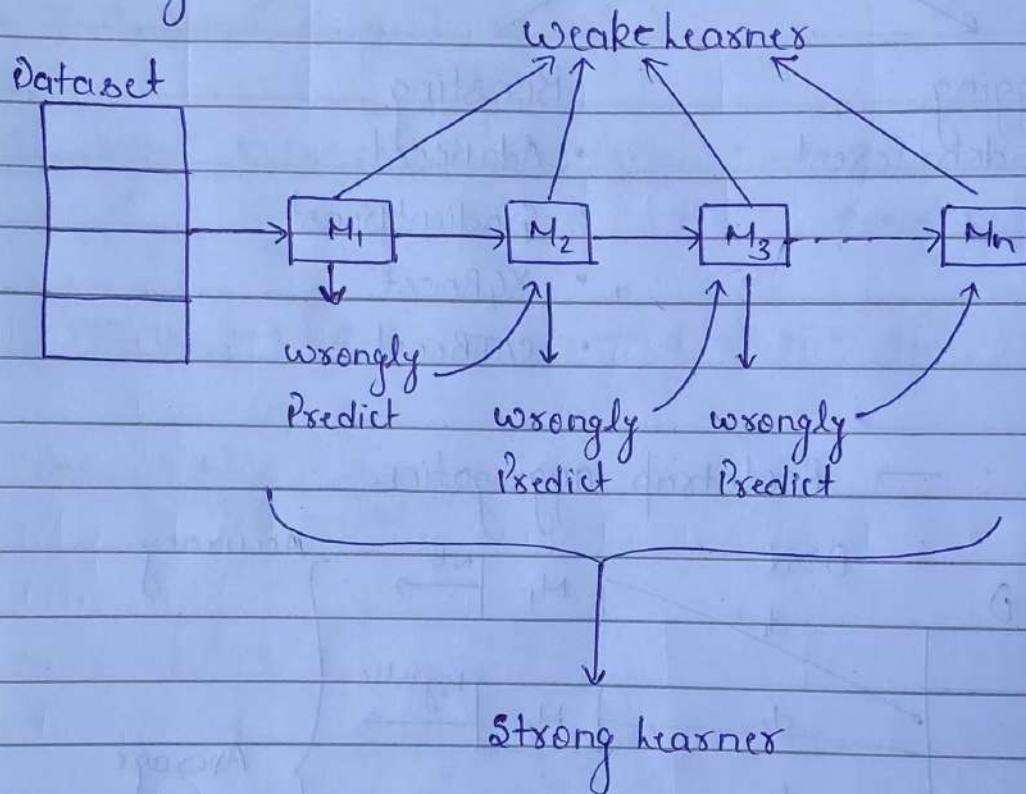 Weake Learner
Dataset
M1
M2
M3
Mn
wrongly
Predict
wrongly
Predict
wrongly
Predict
Strong Learner